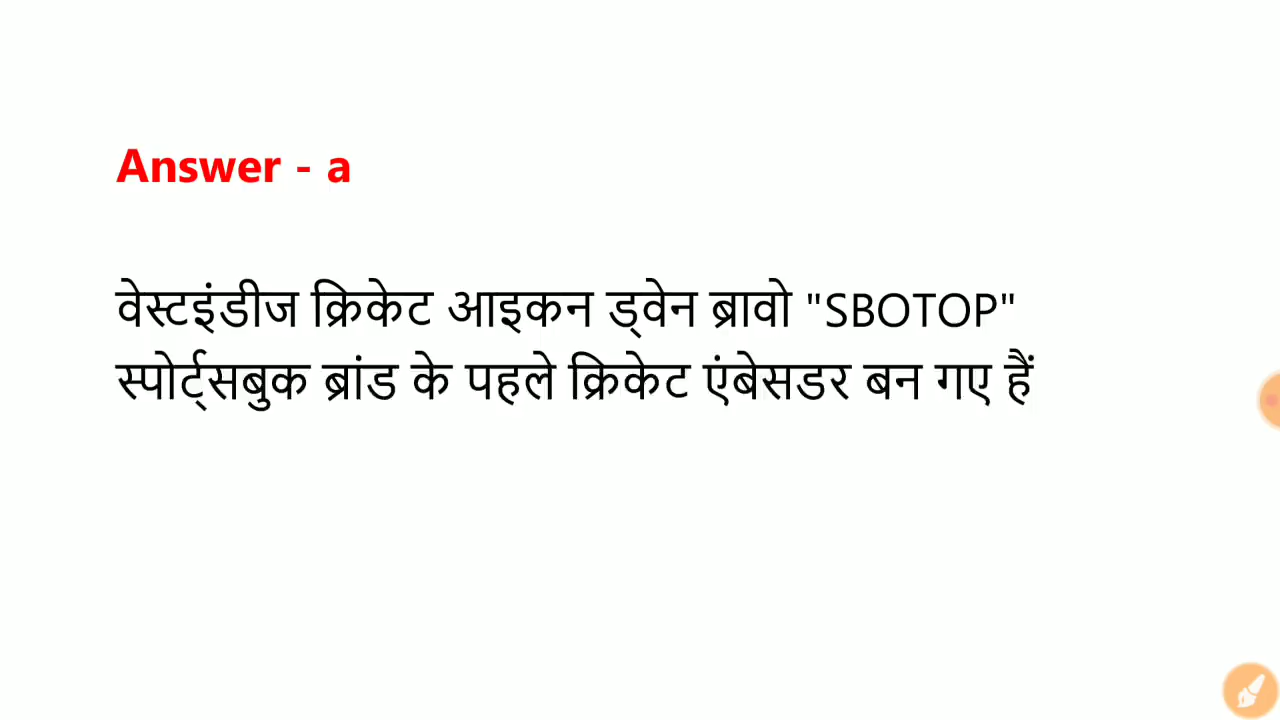 Answer - a
वेस्टइंडीज क्रिकेट आइकन ड्वेन ब्रावो "SBOTOP"
स्पोर्ट्सबुक ब्रांड के पहले क्रिकेट एंबेसडर बन गए हैं